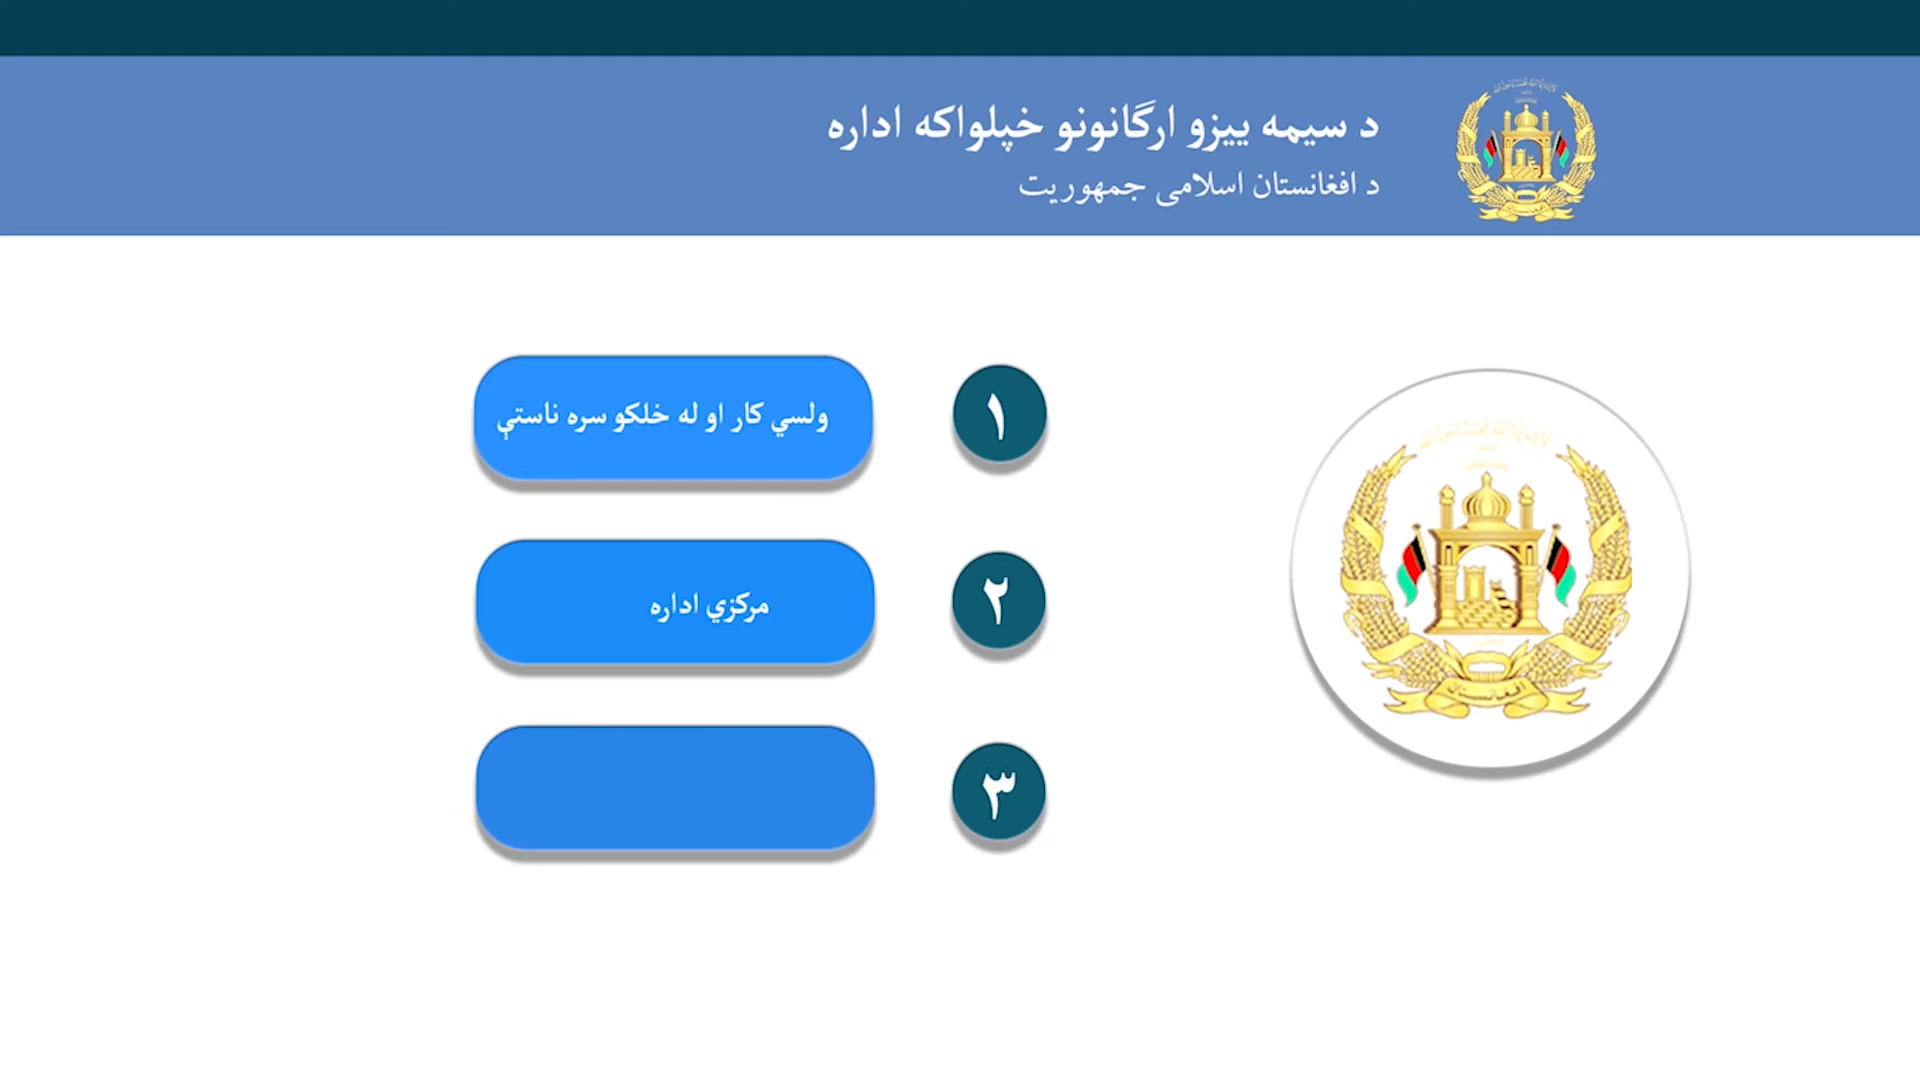 د سیمه ییزو ارګانونو خپلواکه اداره
د افغانستان اسلامی جمهوریت
۱
ولسي کار او له خلکو سره ناستې
۲
مرکزي اداره
۳
افغانستان